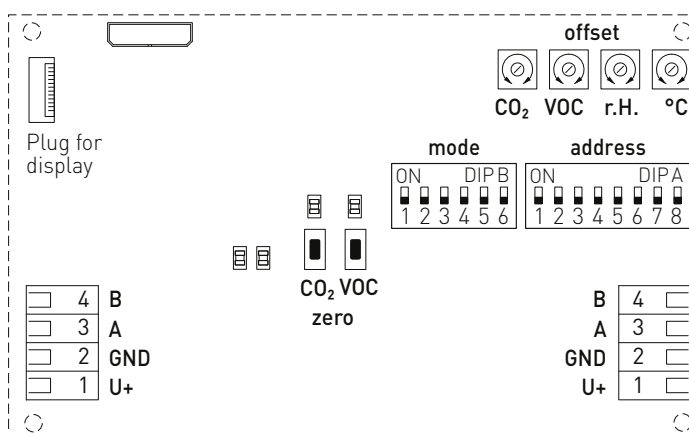 offset
CO₂ VOC r.H. °C
Plug for
display
mode address
ON DIP B ON DIP A
1 2 3 4 5 6 1 2 3 4 5 6 7 8
CO₂ VOC
zero
4 B B 4
3 A A 3
2 GND GND 2
1 U+ U+ 1